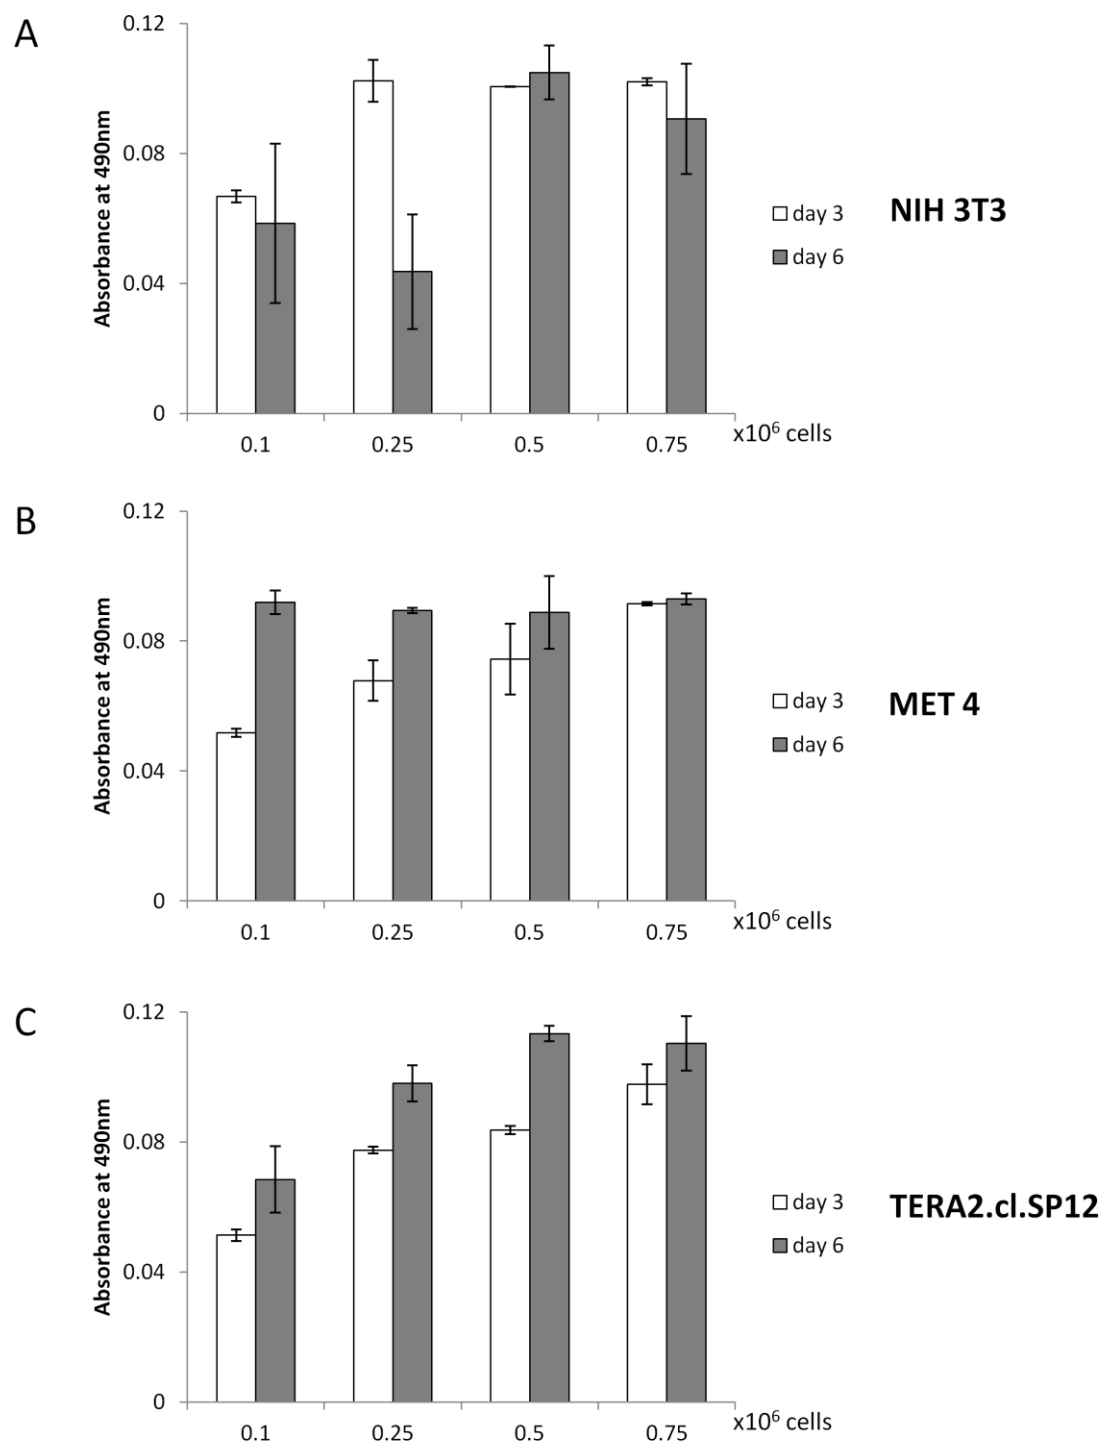 A
0.12
0.08
0.04
0
Absorbance at 490nm
0.1 0.25 0.5 0.75
x10⁶ cells
day 3
day 6
NIH 3T3
B
0.12
0.08
0.04
0
Absorbance at 490nm
0.1 0.25 0.5 0.75
x10⁶ cells
day 3
day 6
MET 4
C
0.12
0.08
0.04
0
Absorbance at 490nm
0.1 0.25 0.5 0.75
x10⁶ cells
day 3
day 6
TERA2.cl.SP12